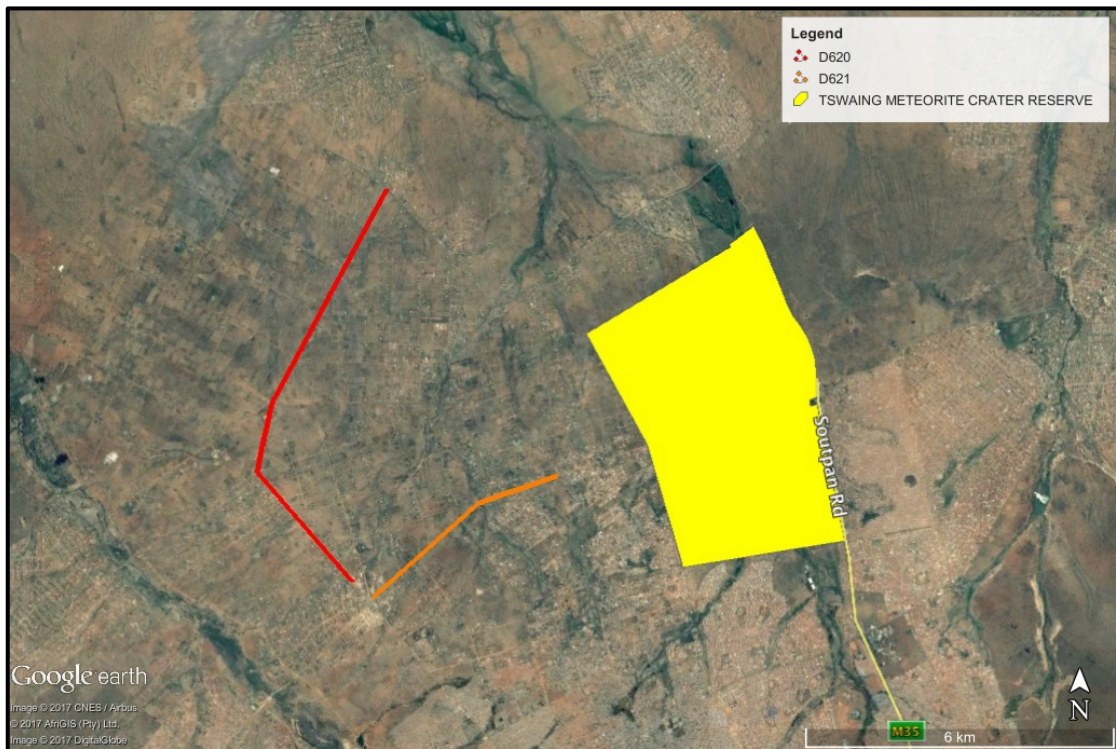 Legend
D620
D621
TSWAING METEORITE CRATER RESERVE
Soutpan Rd
Google earth
Image © 2017 CNES / Airbus
© 2017 AfriGIS (Pty) Ltd.
Image © 2017 DigitalGlobe
N
M35
6 km